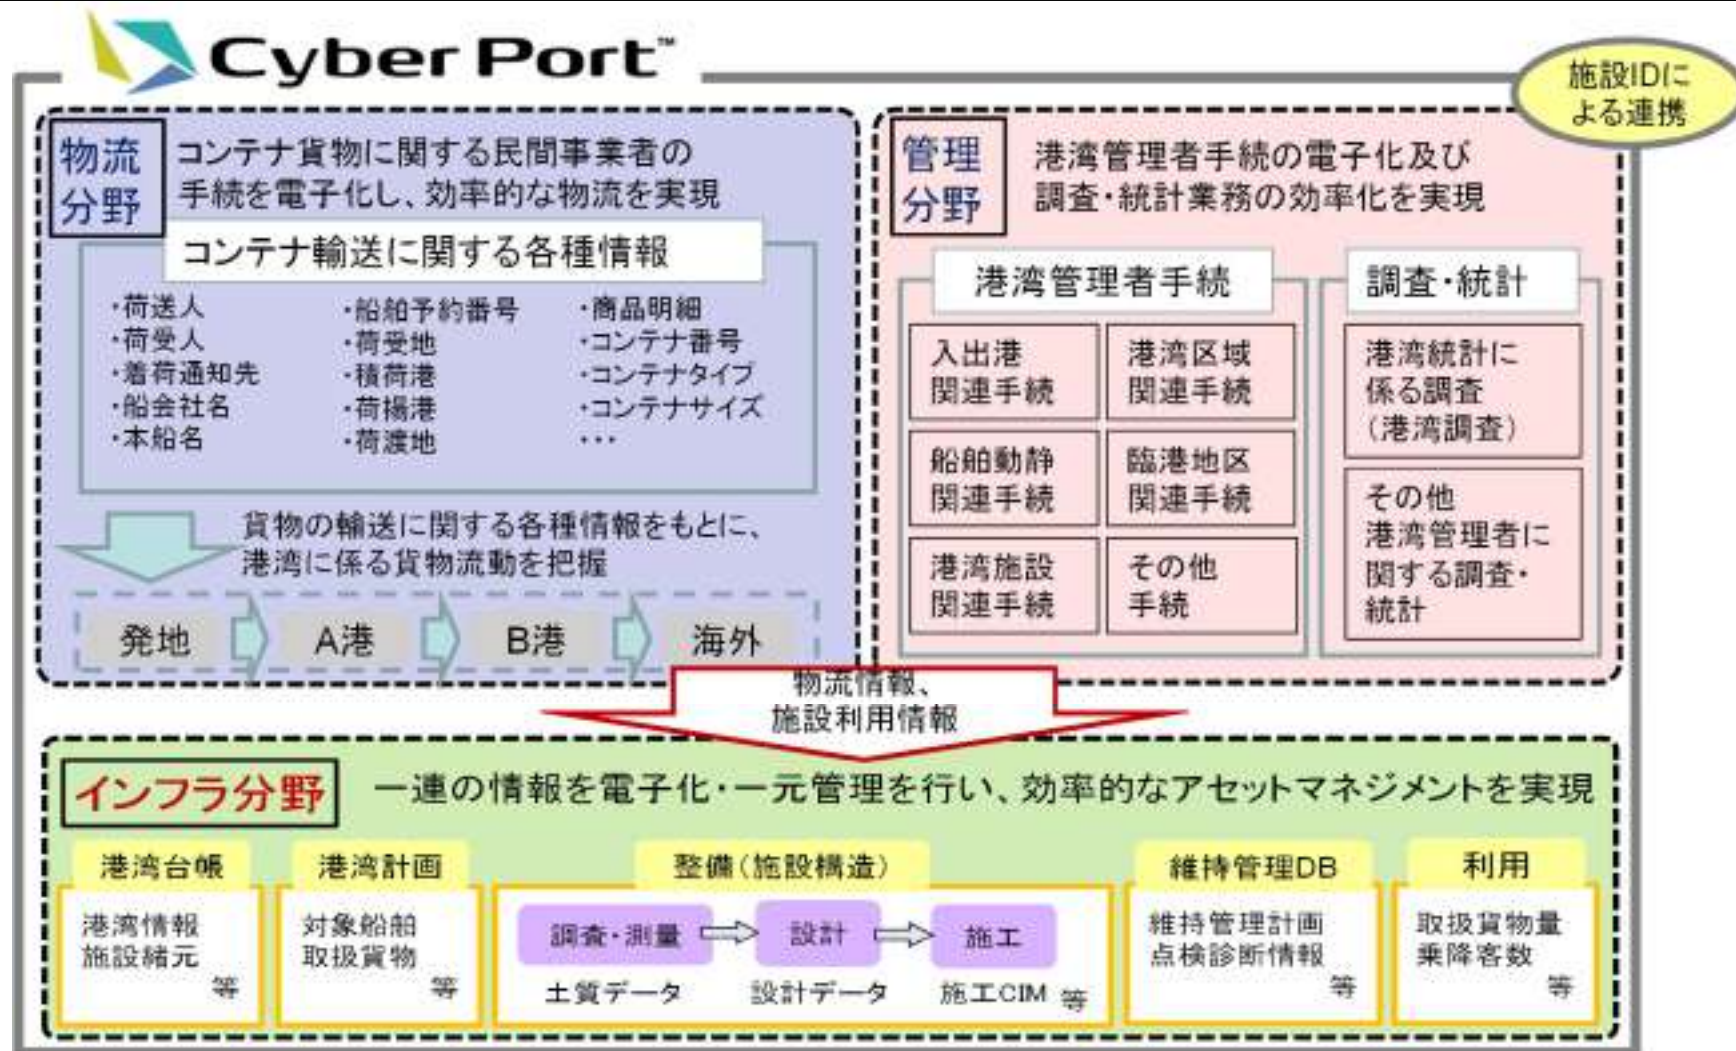 Cyber Port™
施設IDに
よる連携
物流
分野
コンテナ貨物に関する民間事業者の
手続を電子化し、効率的な物流を実現
コンテナ輸送に関する各種情報
・荷送人
・荷受人
・着荷通知先
・船会社名
・本船名
・船舶予約番号
・荷受地
・積荷港
・荷揚港
・荷渡地
・商品明細
・コンテナ番号
・コンテナタイプ
・コンテナサイズ
・・・
貨物の輸送に関する各種情報をもとに、
港湾に係る貨物流動を把握
発地
A港
B港
海外
管理
分野
港湾管理者手続の電子化及び
調査・統計業務の効率化を実現
港湾管理者手続
入出港
関連手続
港湾区域
関連手続
船舶動静
関連手続
臨港地区
関連手続
港湾施設
関連手続
その他
手続
調査・統計
港湾統計に
係る調査
(港湾調査)
その他
港湾管理者に
関する調査・
統計
物流情報、
施設利用情報
インフラ分野
一連の情報を電子化・一元管理を行い、効率的なアセットマネジメントを実現
港湾台帳
港湾情報
施設緒元
等
港湾計画
対象船舶
取扱貨物
等
整備(施設構造)
調査・測量
設計
施工
土質データ
設計データ
施工CIM 等
維持管理DB
維持管理計画
点検診断情報
等
利用
取扱貨物量
乗降客数
等